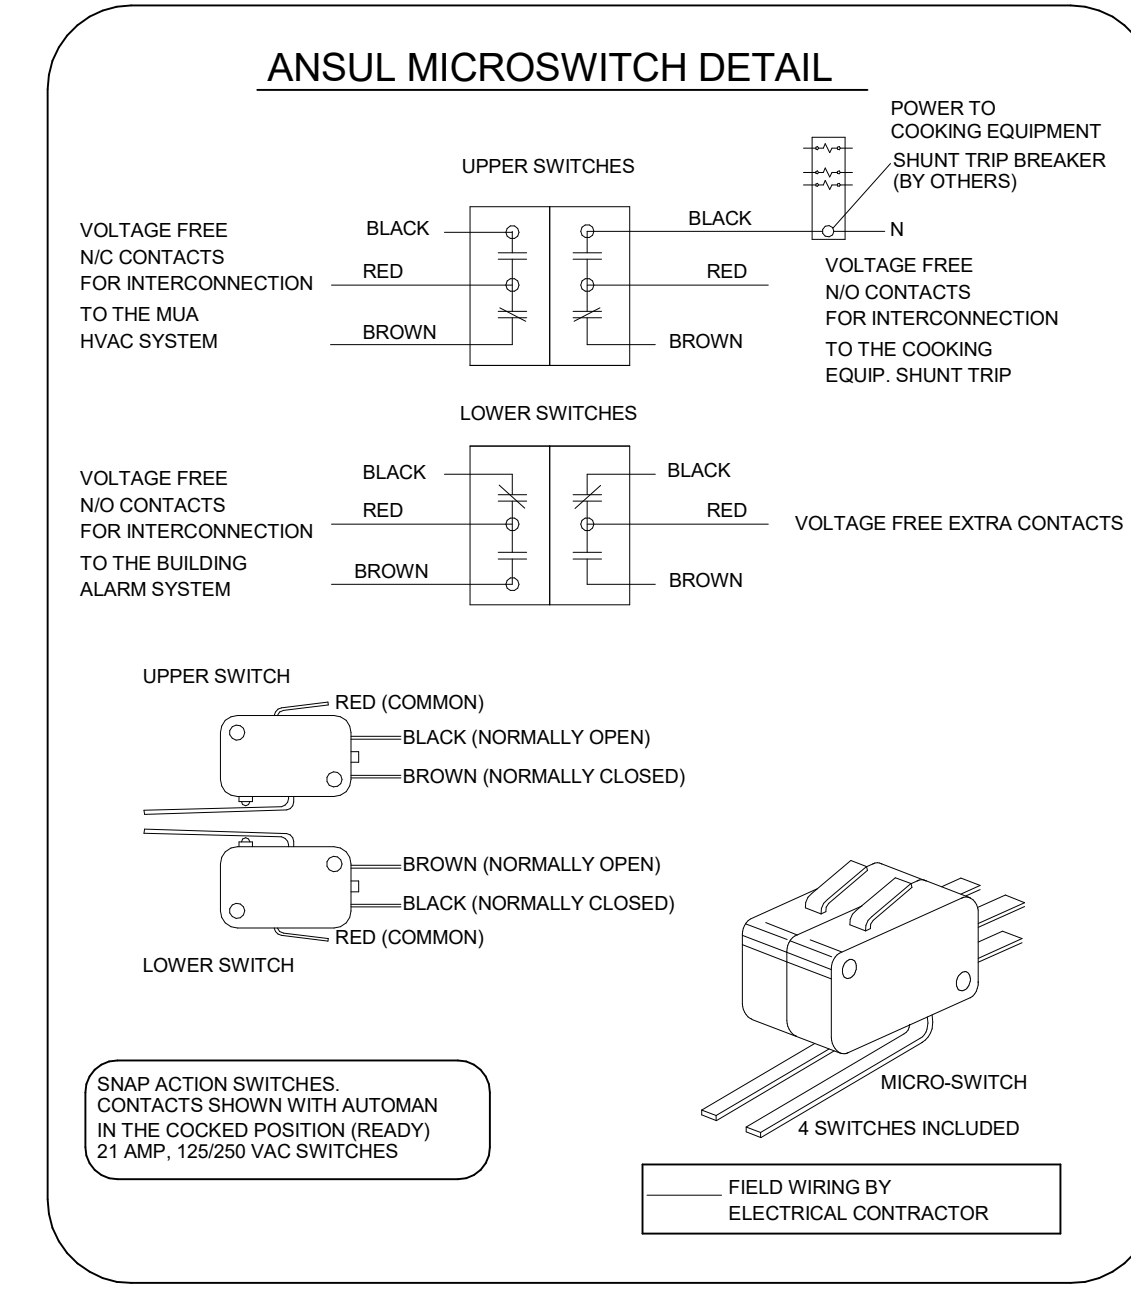 ANSUL MICROSWITCH DETAIL
POWER TO
COOKING EQUIPMENT
SHUNT TRIP BREAKER
(BY OTHERS)
UPPER SWITCHES
VOLTAGE FREE
N/C CONTACTS
FOR INTERCONNECTION
TO THE MUA
HVAC SYSTEM
BLACK
RED
BROWN
BLACK
RED
BROWN
N
VOLTAGE FREE
N/O CONTACTS
FOR INTERCONNECTION
TO THE COOKING
EQUIP. SHUNT TRIP
LOWER SWITCHES
VOLTAGE FREE
N/O CONTACTS
FOR INTERCONNECTION
TO THE BUILDING
ALARM SYSTEM
BLACK
RED
BROWN
BLACK
RED
BROWN
VOLTAGE FREE EXTRA CONTACTS
UPPER SWITCH
RED (COMMON)
BLACK (NORMALLY OPEN)
BROWN (NORMALLY CLOSED)
BROWN (NORMALLY OPEN)
BLACK (NORMALLY CLOSED)
RED (COMMON)
LOWER SWITCH
SNAP ACTION SWITCHES.
CONTACTS SHOWN WITH AUTOMAN
IN THE COCKED POSITION (READY)
21 AMP, 125/250 VAC SWITCHES
MICRO-SWITCH
4 SWITCHES INCLUDED
FIELD WIRING BY
ELECTRICAL CONTRACTOR